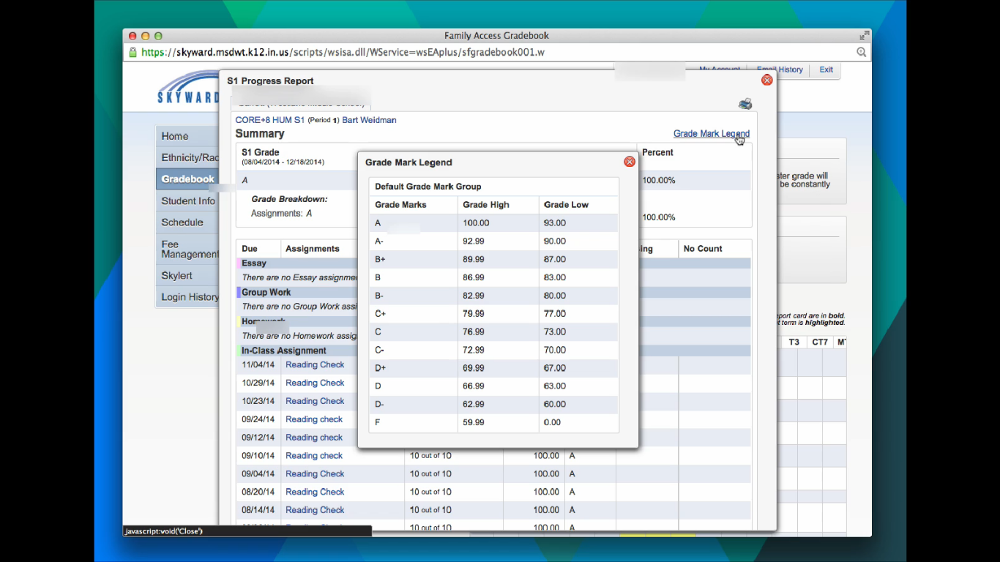 Family Access Gradebook
https://skyward.msdwt.k12.in.us/scripts/wsisa.dll/WService=wsEAplus/sfgradebook001.w
SKYWARD
My Account Email History Exit
S1 Progress Report
CORE+8 HUM S1 (Period 1) Bart Weidman
Summary
Grade Mark Legend
Home
Ethnicity/Rac
Gradebook
Student Info
Schedule
Fee
Management
Skylert
Login History
S1 Grade
(08/04/2014 - 12/18/2014)
Percent
A 100.00%
Grade Breakdown:
Assignments: A 100.00%
ster grade will
be constantly
Due Assignments sing No Count
Essay
There are no Essay assignme
Group Work
There are no Group Work assi
Homework
There are no Homework assig
In-Class Assignment
11/04/14 Reading Check
10/29/14 Reading Check
10/23/14 Reading Check
09/24/14 Reading check
09/12/14 Reading check
09/10/14 Reading check 10 out of 10 100.00 A
09/04/14 Reading Check 10 out of 10 100.00 A
08/20/14 Reading Check 10 out of 10 100.00 A
08/14/14 Reading Check 10 out of 10 100.00 A
10 out of 10 100.00 A
Grade Mark Legend
Default Grade Mark Group
Grade Marks Grade High Grade Low
A 100.00 93.00
A- 92.99 90.00
B+ 89.99 87.00
B 86.99 83.00
B- 82.99 80.00
C+ 79.99 77.00
C 76.99 73.00
C- 72.99 70.00
D+ 69.99 67.00
D 66.99 63.00
D- 62.99 60.00
F 59.99 0.00
port card are in bold.
t term is highlighted.
T3 CT7
javascript:void('Close')